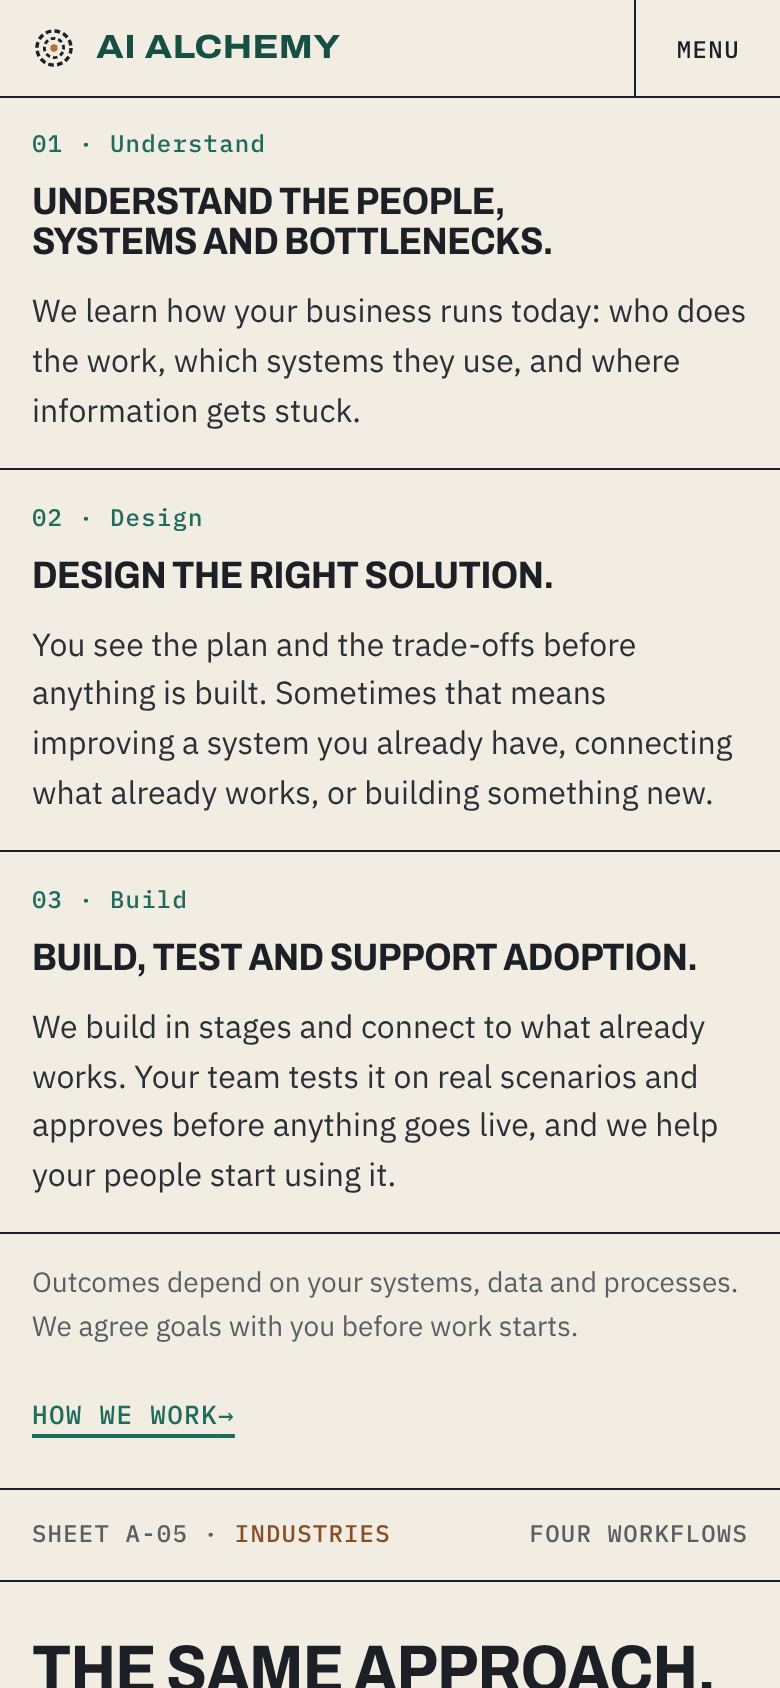 AI ALCHEMY
MENU
01 · Understand
UNDERSTAND THE PEOPLE,
SYSTEMS AND BOTTLENECKS.
We learn how your business runs today: who does
the work, which systems they use, and where
information gets stuck.
02 · Design
DESIGN THE RIGHT SOLUTION.
You see the plan and the trade-offs before
anything is built. Sometimes that means
improving a system you already have, connecting
what already works, or building something new.
03 · Build
BUILD, TEST AND SUPPORT ADOPTION.
We build in stages and connect to what already
works. Your team tests it on real scenarios and
approves before anything goes live, and we help
your people start using it.
Outcomes depend on your systems, data and processes.
We agree goals with you before work starts.
HOW WE WORK→
SHEET A-05 · INDUSTRIES
FOUR WORKFLOWS
THE SAME APPROACH.